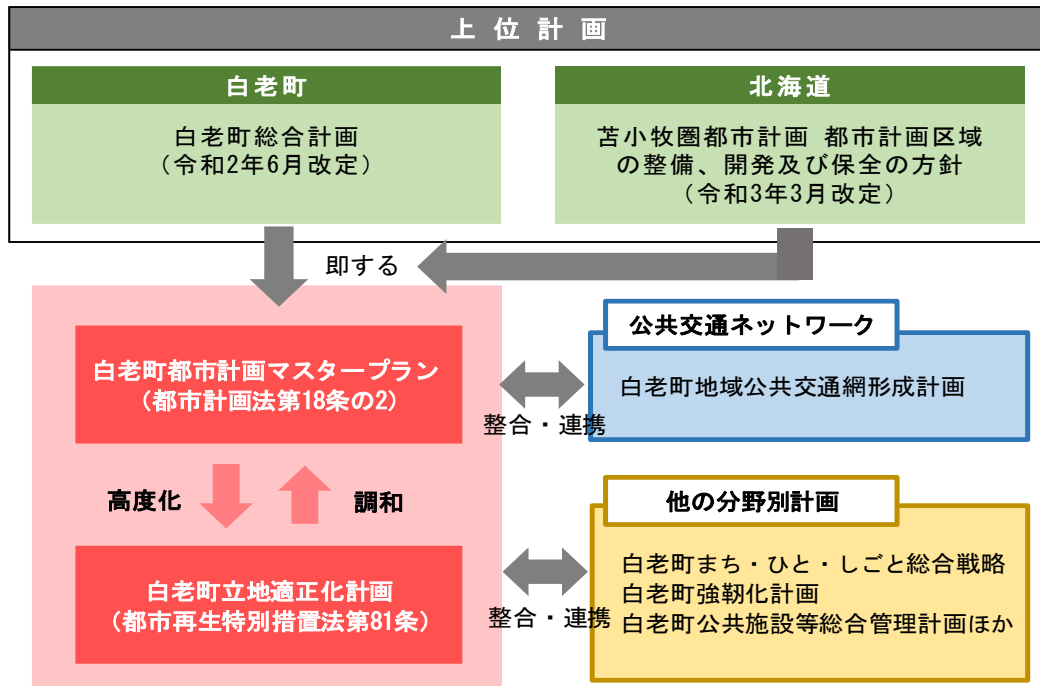 上位計画
白老町
白老町総合計画
（令和2年6月改定）
北海道
苫小牧圏都市計画 都市計画区域
の整備、開発及び保全の方針
（令和3年3月改定）
即する
白老町都市計画マスタープラン
（都市計画法第18条の2）
高度化
調和
白老町立地適正化計画
（都市再生特別措置法第81条）
整合・連携
公共交通ネットワーク
白老町地域公共交通網形成計画
整合・連携
他の分野別計画
白老町まち・ひと・しごと総合戦略
白老町強靭化計画
白老町公共施設等総合管理計画ほか